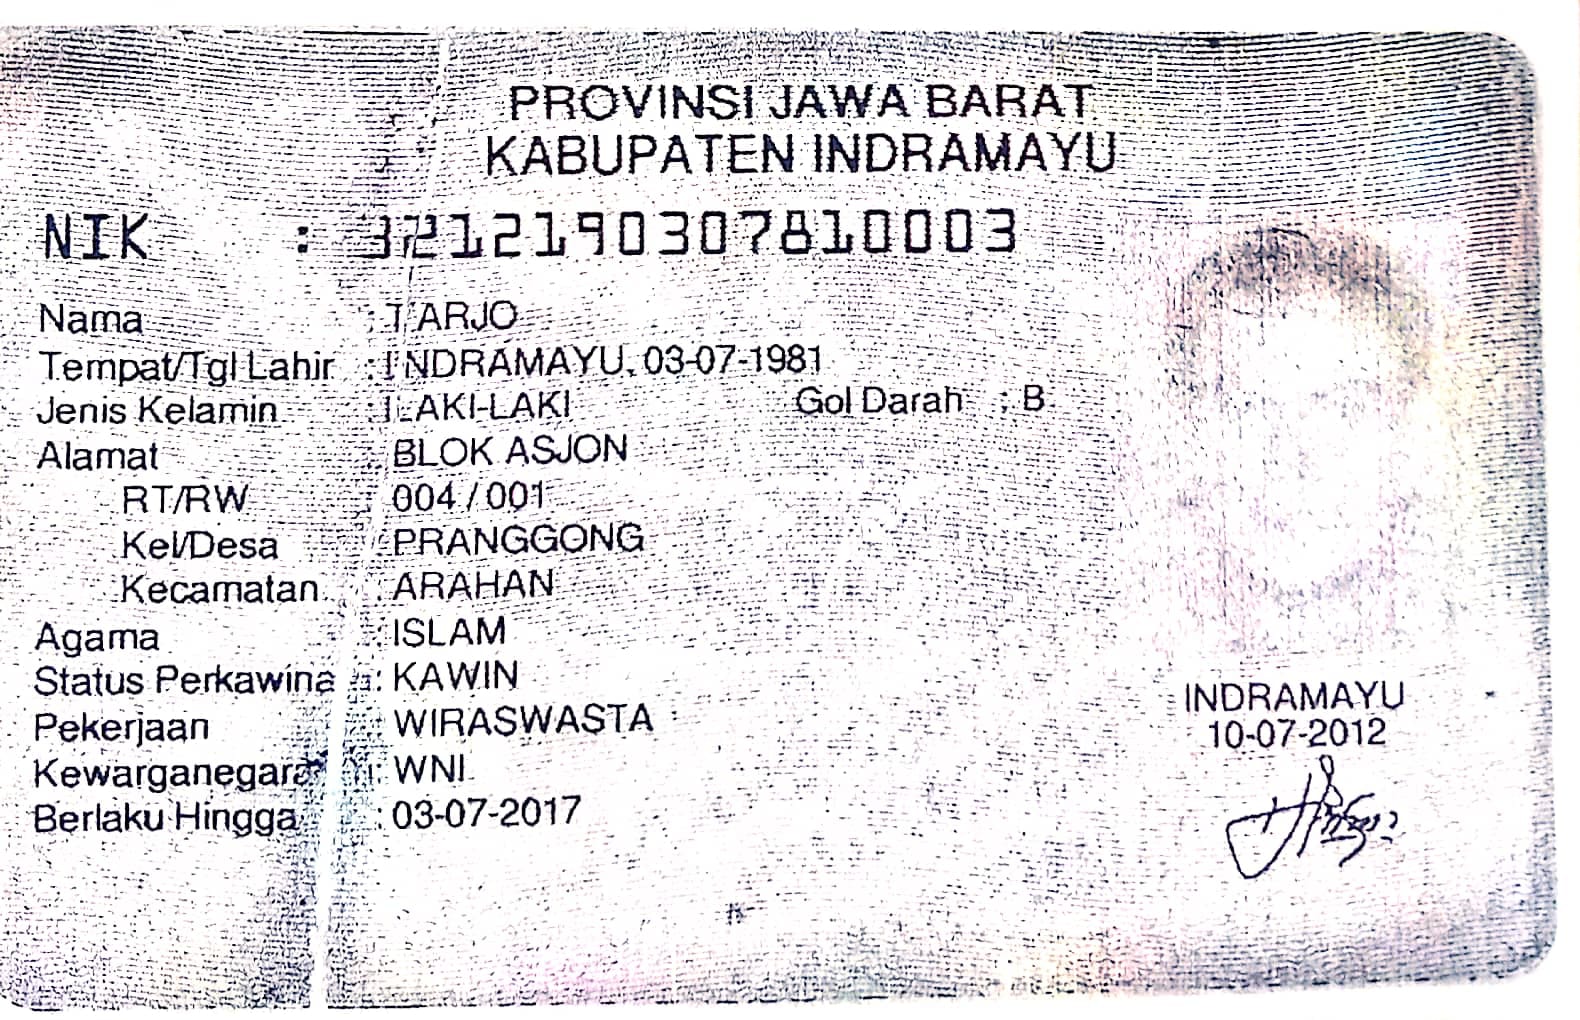 PROVINSI JAWA BARAT
KABUPATEN INDRAMAYU
NIK : 3212190307810003
Nama : TARJO
Tempat/Tgl Lahir : INDRAMAYU, 03-07-1981
Jenis Kelamin : LAKI-LAKI Gol Darah : B
Alamat : BLOK ASJON
RT/RW : 004 / 001
Kel/Desa : PRANGGONG
Kecamatan : ARAHAN
Agama : ISLAM
Status Perkawinan : KAWIN
Pekerjaan : WIRASWASTA
Kewarganegaraan : WNI
Berlaku Hingga : 03-07-2017
INDRAMAYU
10-07-2012